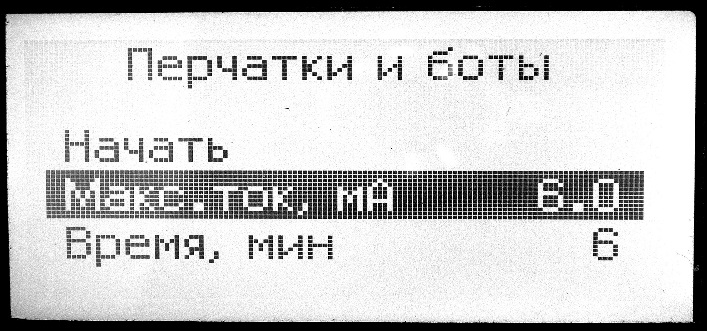 Перчатки и боты
Начать
Макс.ток, мА 6.0
Время, мин 6